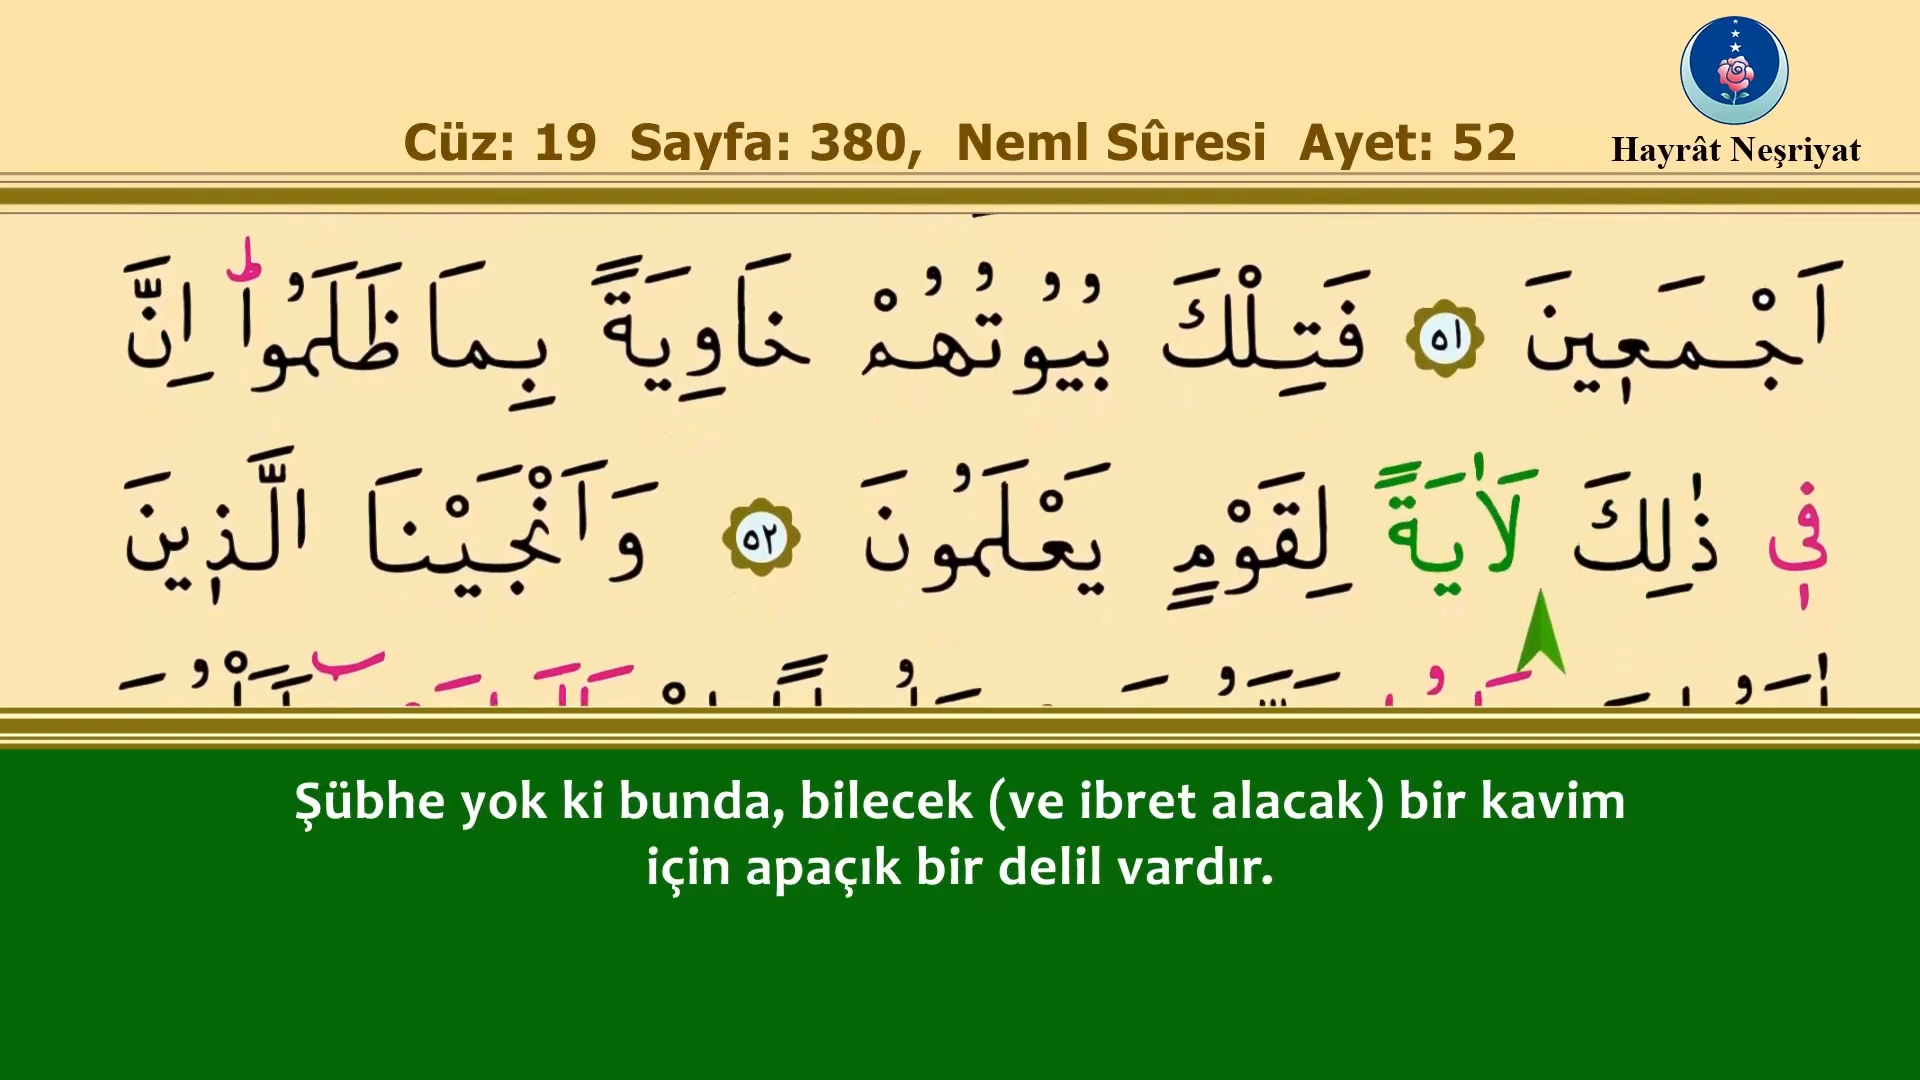 Cüz: 19 Sayfa: 380, Neml Sûresi Ayet: 52
Hayrât Neşriyat
اَجْمَعٖينَ ﴿٥١﴾ فَتِلْكَ بُيُوتُهُمْ خَاوِيَةً بِمَا ظَلَمُواؕ اِنَّ
فٖي ذٰلِكَ لَاٰيَةً لِقَوْمٍ يَعْلَمُونَ ﴿٥٢﴾ وَاَنْجَيْنَا الَّذٖينَ
Şübhe yok ki bunda, bilecek (ve ibret alacak) bir kavim
için apaçık bir delil vardır.